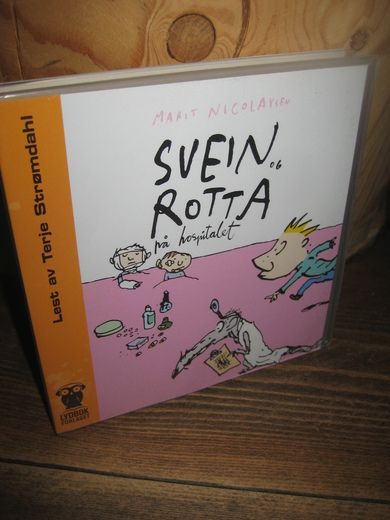 MARIT NICOLAYSEN
SVEIN
OG
ROTTA
på hospitalet
Lest av Terje Strømdahl
LYDBOK
FORLAGET